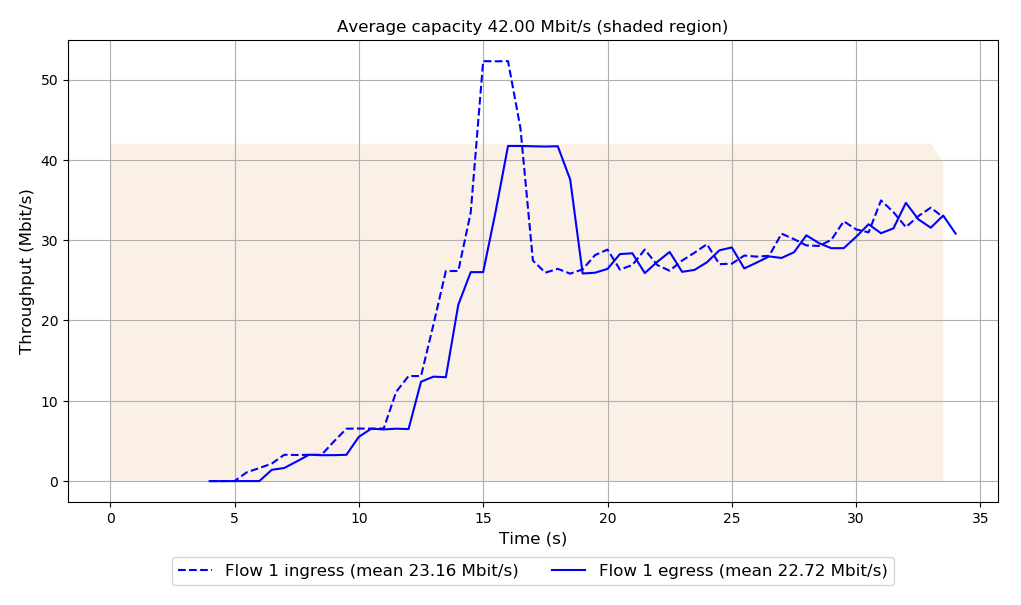 Average capacity 42.00 Mbit/s (shaded region)
Throughput (Mbit/s)
50
40
30
20
10
0
0 5 10 15 20 25 30 35
Time (s)
Flow 1 ingress (mean 23.16 Mbit/s) Flow 1 egress (mean 22.72 Mbit/s)